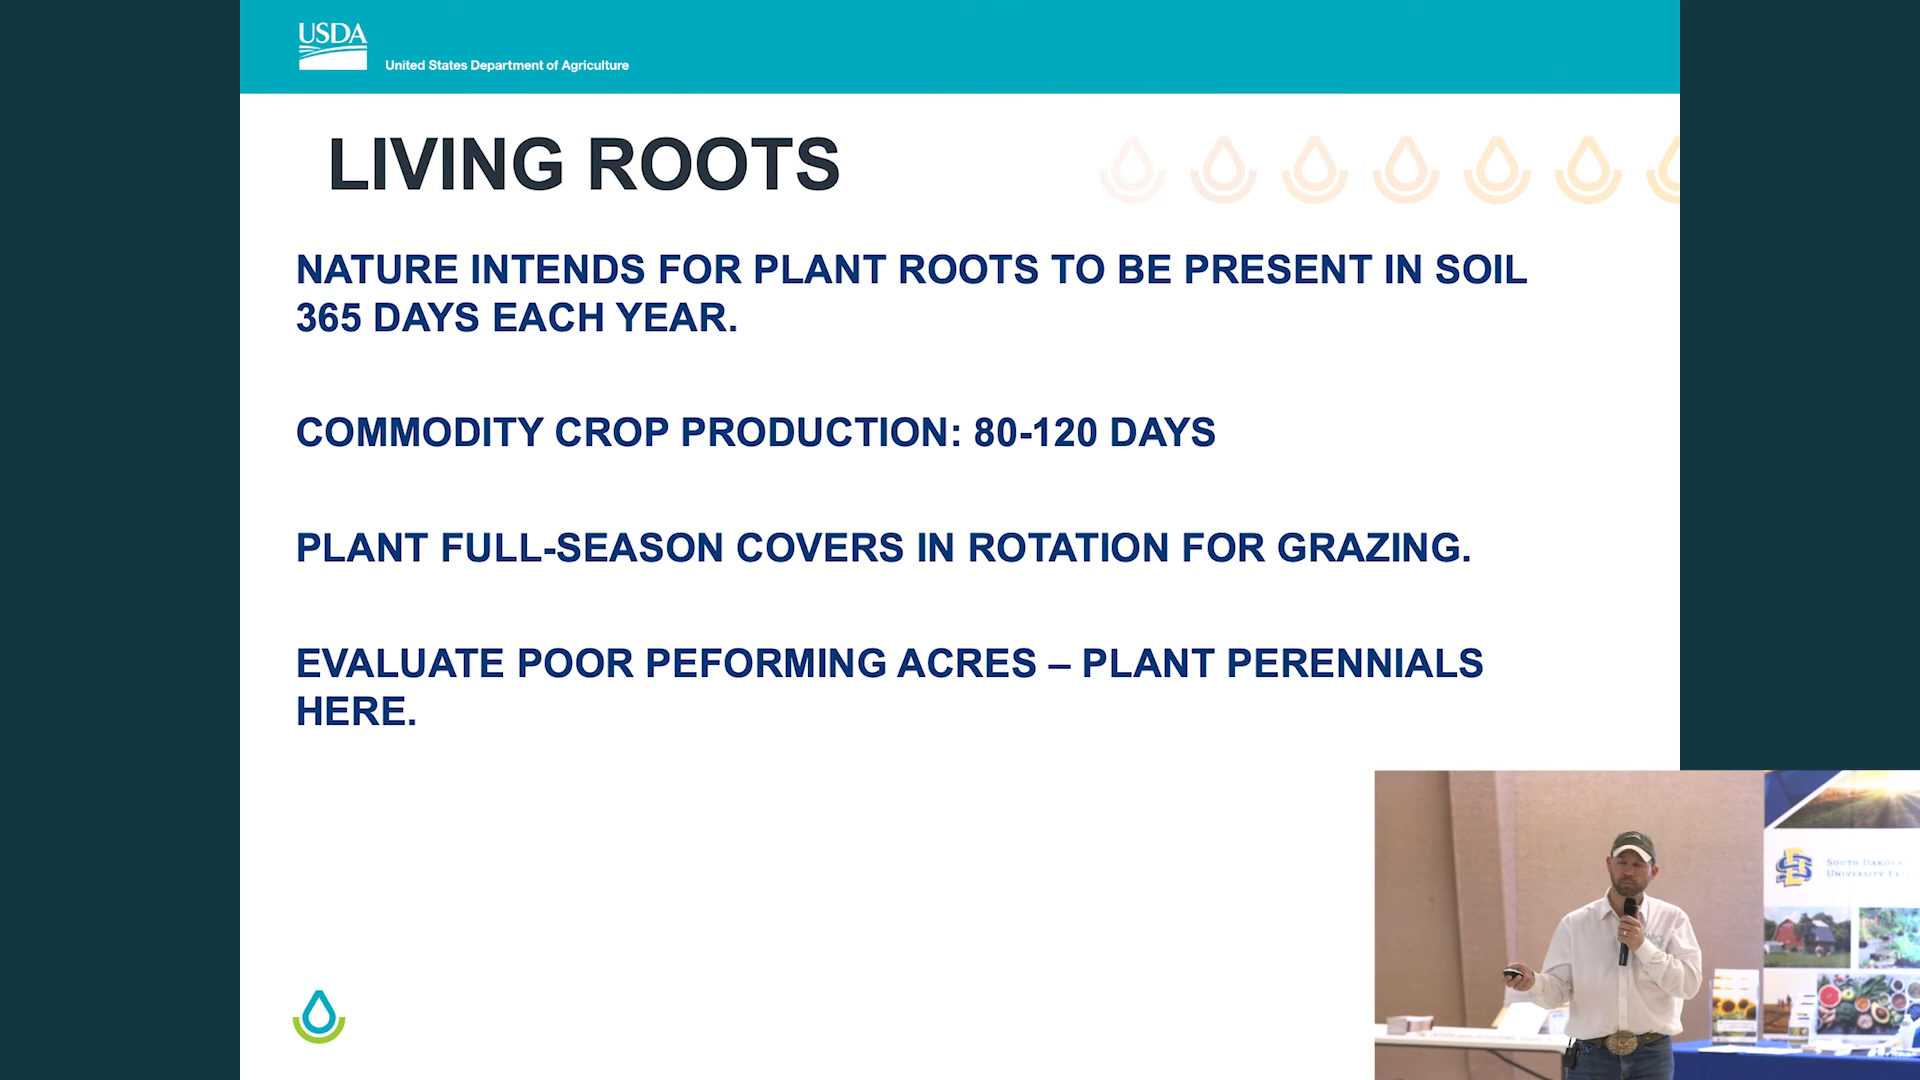 USDA
United States Department of Agriculture
LIVING ROOTS
NATURE INTENDS FOR PLANT ROOTS TO BE PRESENT IN SOIL
365 DAYS EACH YEAR.
COMMODITY CROP PRODUCTION: 80-120 DAYS
PLANT FULL-SEASON COVERS IN ROTATION FOR GRAZING.
EVALUATE POOR PEFORMING ACRES – PLANT PERENNIALS
HERE.
SOUTH DAKOTA
UNIVERSITY